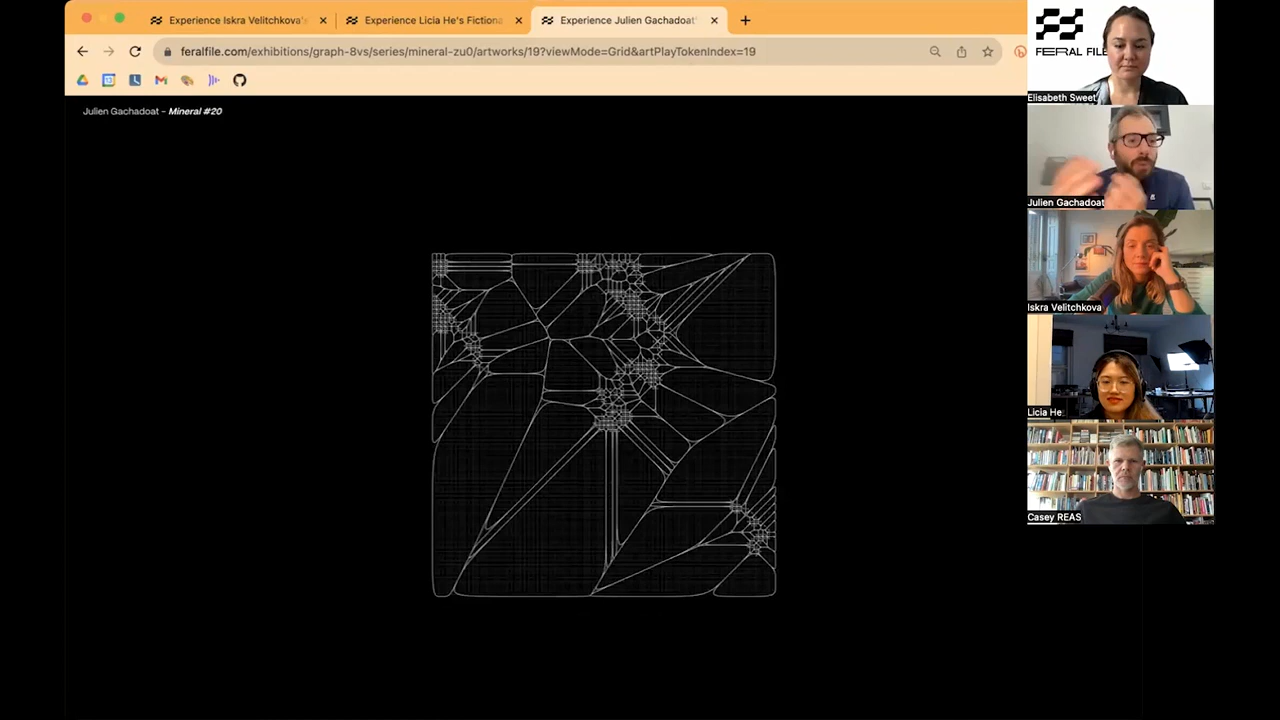 Experience Iskra Velitchkova's
Experience Licia He's Fictiona
Experience Julien Gachadoat'
feralfile.com/exhibitions/graph-8vs/series/mineral-zu0/artworks/19?viewMode=Grid&artPlayTokenIndex=19
Julien Gachadoat - Mineral #20
FERAL FILE
Elisabeth Sweet
Julien Gachadoat
Iskra Velitchkova
Licia He
Casey REAS